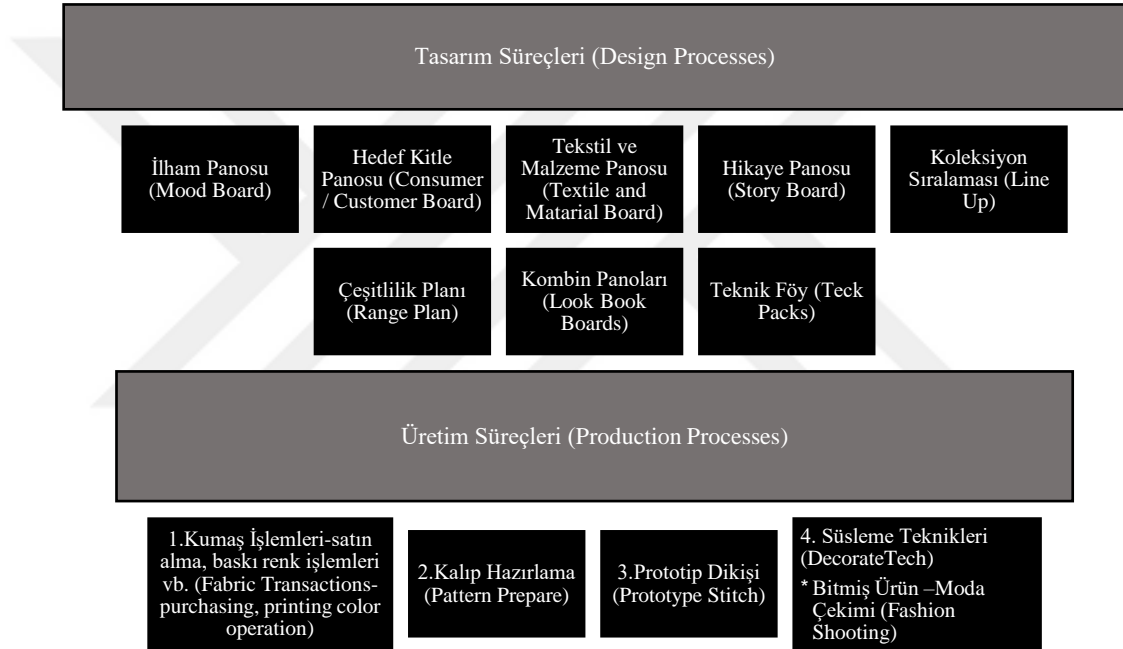 Tasarım Süreçleri (Design Processes)
İlham Panosu
(Mood Board)
Hedef Kitle
Panosu (Consumer
/ Customer Board)
Tekstil ve
Malzeme Panosu
(Textile and
Matarial Board)
Hikaye Panosu
(Story Board)
Koleksiyon
Sıralaması (Line
Up)
Çeşitlilik Planı
(Range Plan)
Kombin Panoları
(Look Book
Boards)
Teknik Föy (Teck
Packs)
Üretim Süreçleri (Production Processes)
1.Kumaş İşlemleri-satın
alma, baskı renk işlemleri
vb. (Fabric Transactions-
purchasing, printing color
operation)
2.Kalıp Hazırlama
(Pattern Prepare)
3.Prototip Dikişi
(Prototype Stitch)
4. Süsleme Teknikleri
(DecorateTech)
* Bitmiş Ürün –Moda
Çekimi (Fashion
Shooting)